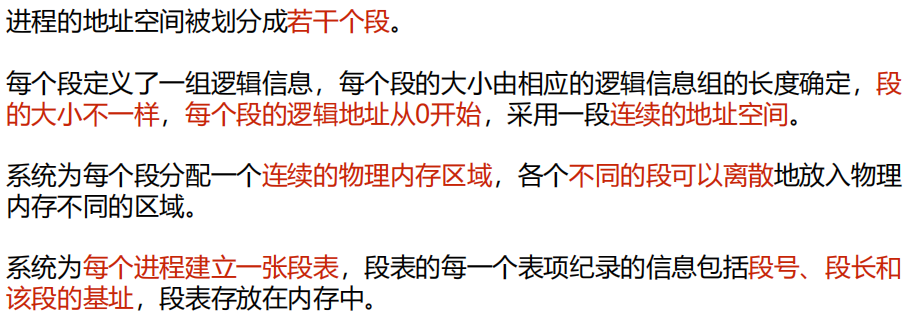 进程的地址空间被划分成若干个段。
每个段定义了一组逻辑信息，每个段的大小由相应的逻辑信息组的长度确定，段
的大小不一样，每个段的逻辑地址从0开始，采用一段连续的地址空间。
系统为每个段分配一个连续的物理内存区域，各个不同的段可以离散地放入物理
内存不同的区域。
系统为每个进程建立一张段表，段表的每一个表项纪录的信息包括段号、段长和
该段的基址，段表存放在内存中。